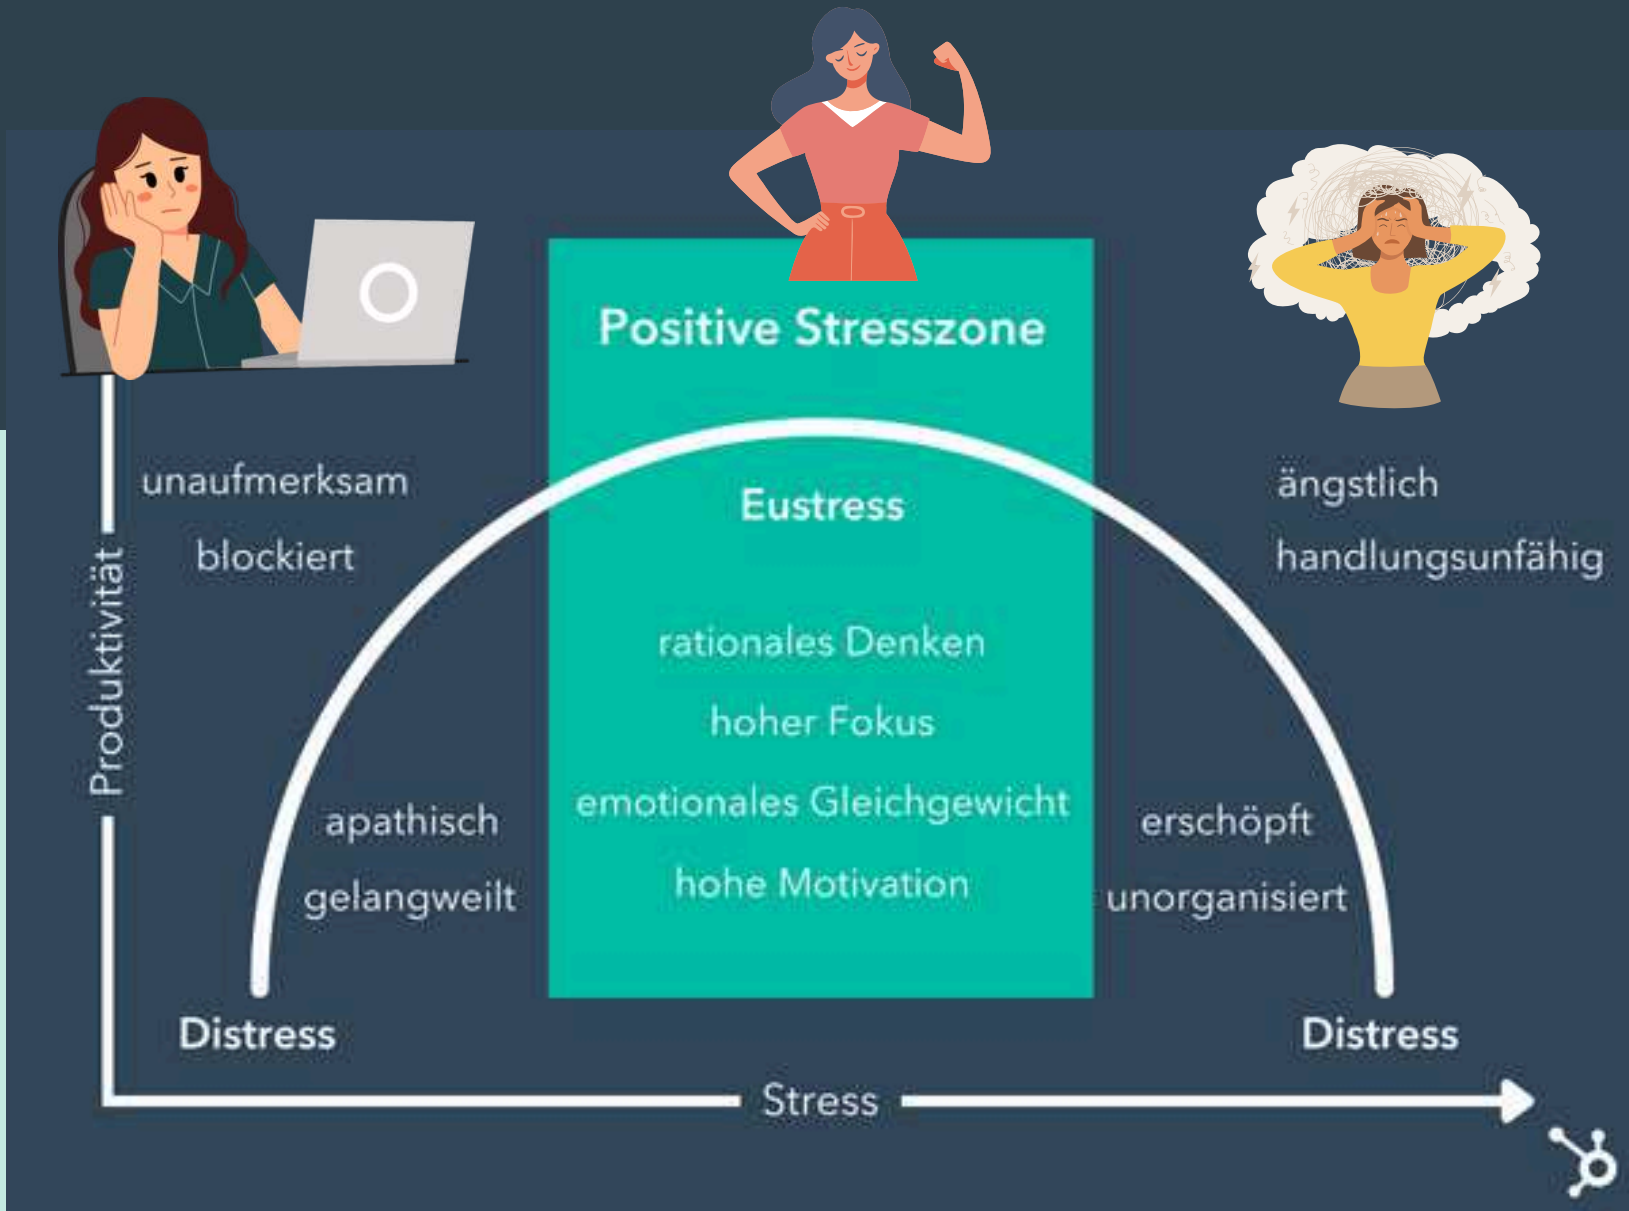 Positive Stresszone
unaufmerksam
blockiert
Eustress
ängstlich
handlungsunfähig
Produktivität
rationales Denken
hoher Fokus
emotionales Gleichgewicht
hohe Motivation
apathisch
gelangweilt
erschöpft
unorganisiert
Distress
Distress
Stress